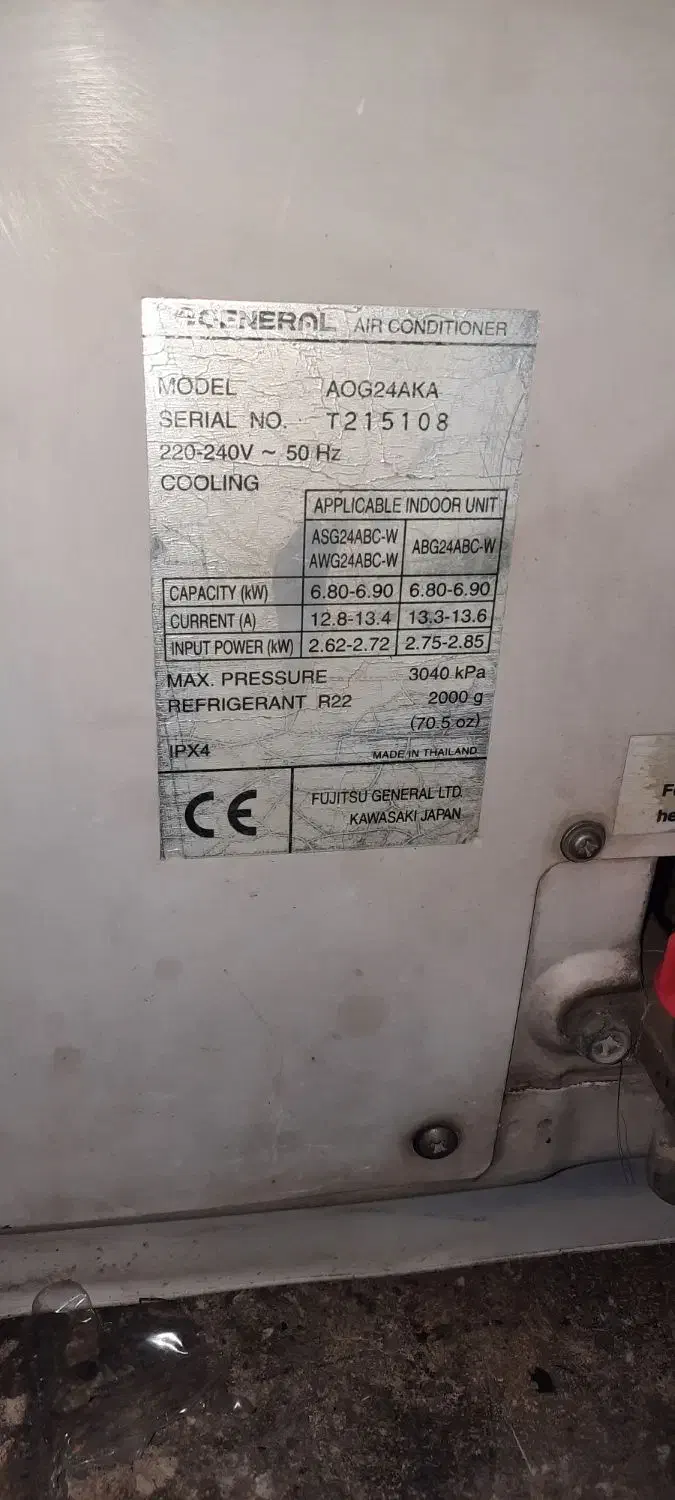 GENERAL AIR CONDITIONER
MODEL AOG24AKA
SERIAL NO. T215108
220-240V ~ 50 Hz
COOLING
APPLICABLE INDOOR UNIT
ASG24ABC-W
AWG24ABC-W ABG24ABC-W
CAPACITY (kW) 6.80-6.90 6.80-6.90
CURRENT (A) 12.8-13.4 13.3-13.6
INPUT POWER (kW) 2.62-2.72 2.75-2.85
MAX. PRESSURE 3040 kPa
REFRIGERANT R22 2000 g
(70.5 oz)
IPX4 MADE IN THAILAND
CE FUJITSU GENERAL LTD.
KAWASAKI JAPAN